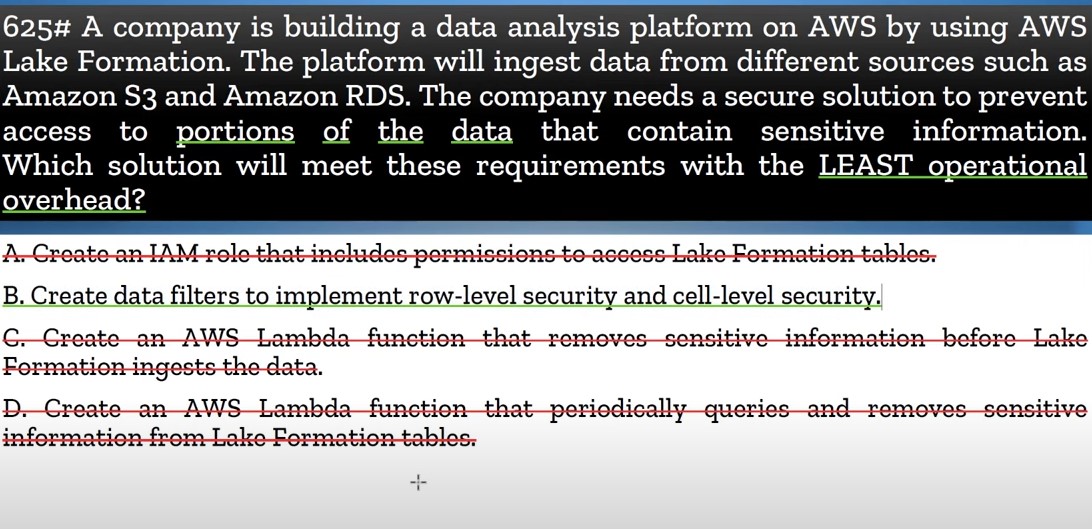 625# A company is building a data analysis platform on AWS by using AWS
Lake Formation. The platform will ingest data from different sources such as
Amazon S3 and Amazon RDS. The company needs a secure solution to prevent
access to portions of the data that contain sensitive information.
Which solution will meet these requirements with the LEAST operational
overhead?
A. Create an IAM role that includes permissions to access Lake Formation tables.
B. Create data filters to implement row-level security and cell-level security.
C. Create an AWS Lambda function that removes sensitive information before Lake
Formation ingests the data.
D. Create an AWS Lambda function that periodically queries and removes sensitive
information from Lake Formation tables.